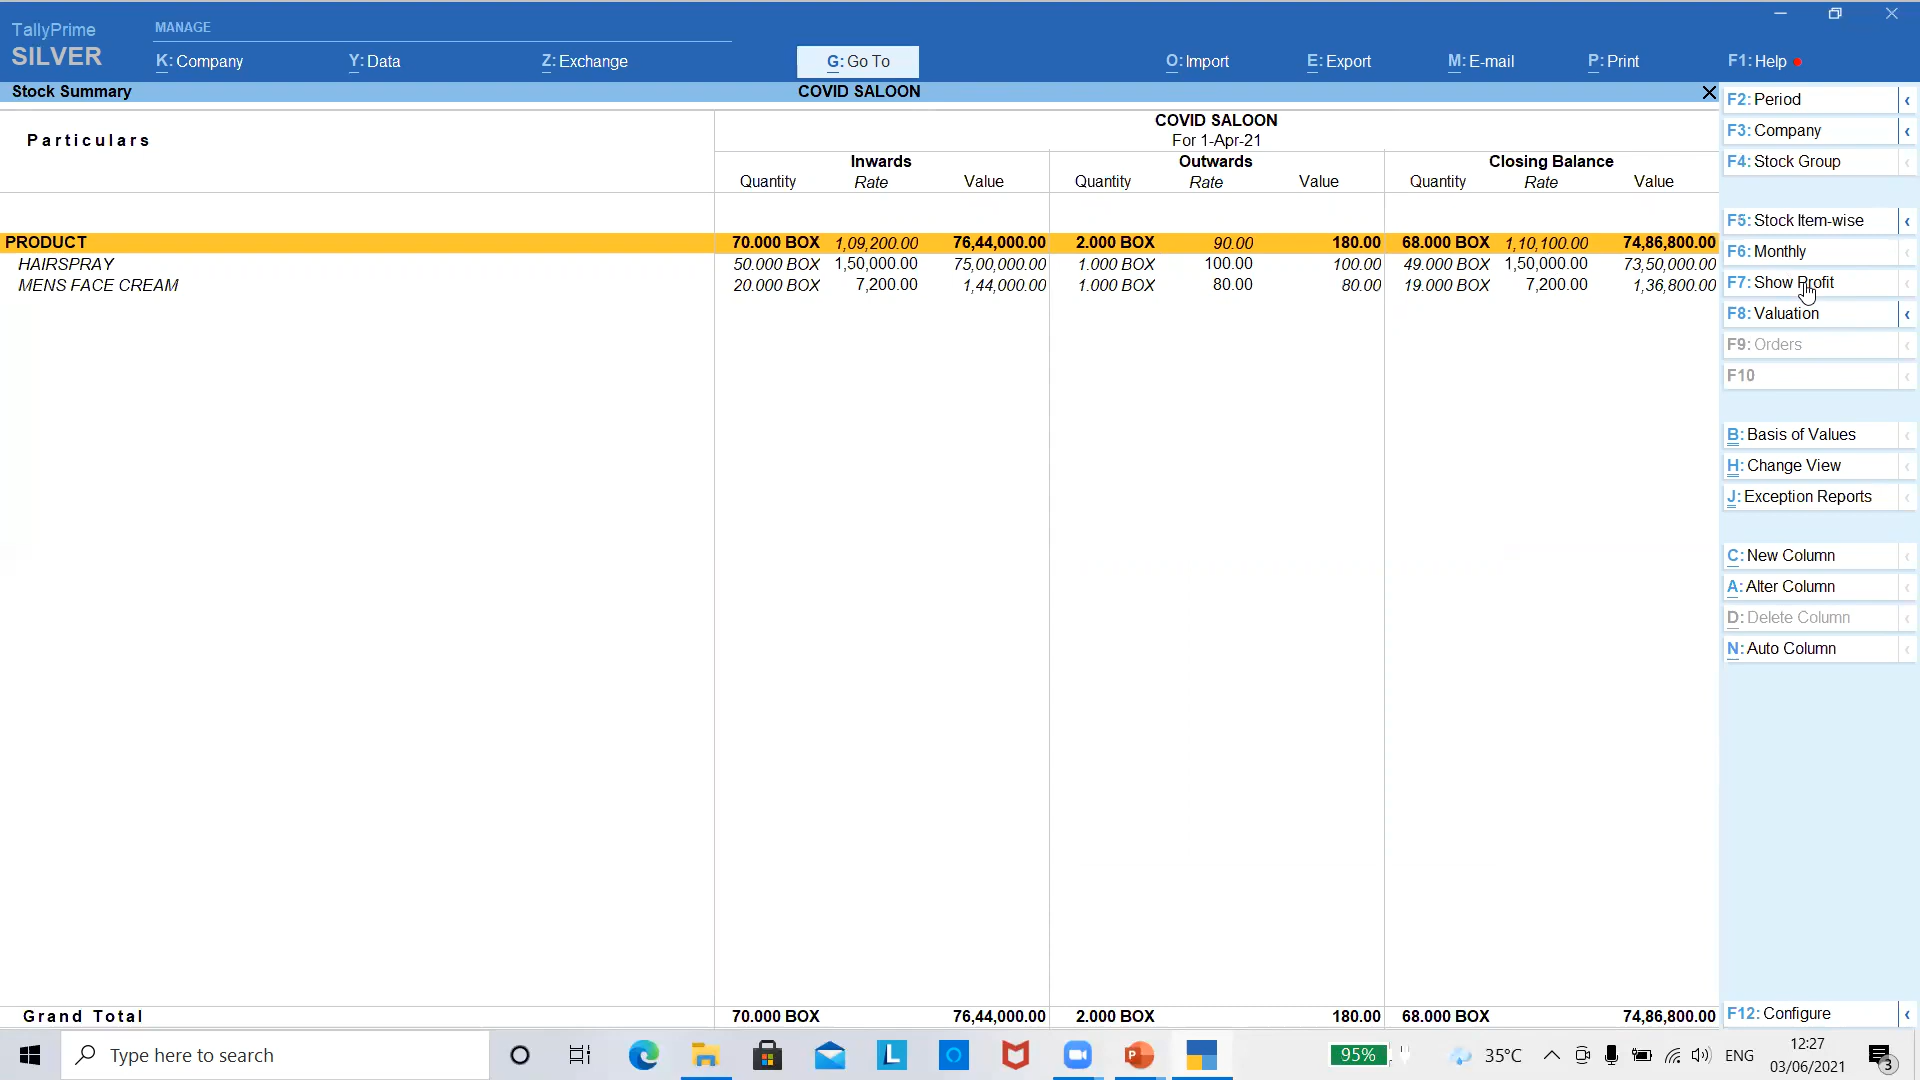 TallyPrime
SILVER
MANAGE
K: Company
Y: Data
Z: Exchange
G: Go To
O: Import
E: Export
M: E-mail
P: Print
F1: Help
Stock Summary
COVID SALOON
Particulars
COVID SALOON
For 1-Apr-21
Inwards Outwards Closing Balance
Quantity Rate Value Quantity Rate Value Quantity Rate Value
PRODUCT 70.000 BOX 1,09,200.00 76,44,000.00 2.000 BOX 90.00 180.00 68.000 BOX 1,10,100.00 74,86,800.00
HAIRSPRAY 50.000 BOX 1,50,000.00 75,00,000.00 1.000 BOX 100.00 100.00 49.000 BOX 1,50,000.00 73,50,000.00
MENS FACE CREAM 20.000 BOX 7,200.00 1,44,000.00 1.000 BOX 80.00 80.00 19.000 BOX 7,200.00 1,36,800.00
Grand Total 70.000 BOX 76,44,000.00 2.000 BOX 180.00 68.000 BOX 74,86,800.00
F2: Period
F3: Company
F4: Stock Group
F5: Stock Item-wise
F6: Monthly
F7: Show Profit
F8: Valuation
F9: Orders
F10
B: Basis of Values
H: Change View
J: Exception Reports
C: New Column
A: Alter Column
D: Delete Column
N: Auto Column
F12: Configure
Type here to search
95%
35°C
ENG
12:27
03/06/2021
3